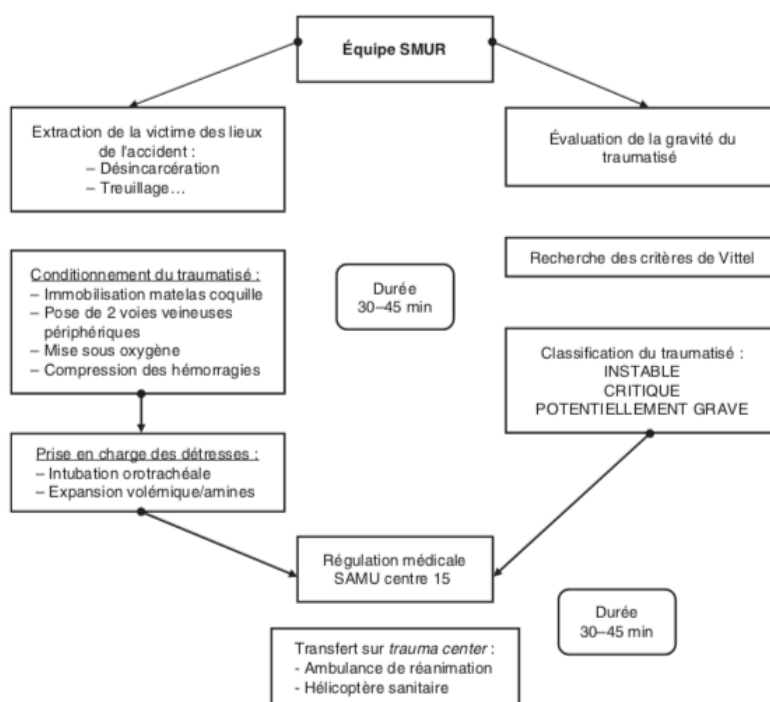 Équipe SMUR
Extraction de la victime des lieux
de l'accident :
– Désincarcération
– Treuillage...
Évaluation de la gravité du
traumatisé
Conditionnement du traumatisé :
– Immobilisation matelas coquille
– Pose de 2 voies veineuses
périphériques
– Mise sous oxygène
– Compression des hémorragies
Durée
30–45 min
Recherche des critères de Vittel
Classification du traumatisé :
INSTABLE
CRITIQUE
POTENTIELLEMENT GRAVE
Prise en charge des détresses :
– Intubation orotrachéale
– Expansion volémique/amines
Régulation médicale
SAMU centre 15
Durée
30–45 min
Transfert sur trauma center :
- Ambulance de réanimation
- Hélicoptère sanitaire